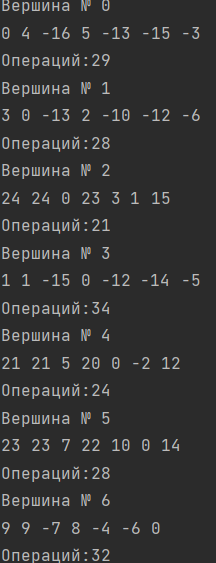 Вершина № 0
0 4 -16 5 -13 -15 -3
Операций:29
Вершина № 1
3 0 -13 2 -10 -12 -6
Операций:28
Вершина № 2
24 24 0 23 3 1 15
Операций:21
Вершина № 3
1 1 -15 0 -12 -14 -5
Операций:34
Вершина № 4
21 21 5 20 0 -2 12
Операций:24
Вершина № 5
23 23 7 22 10 0 14
Операций:28
Вершина № 6
9 9 -7 8 -4 -6 0
Операций:32